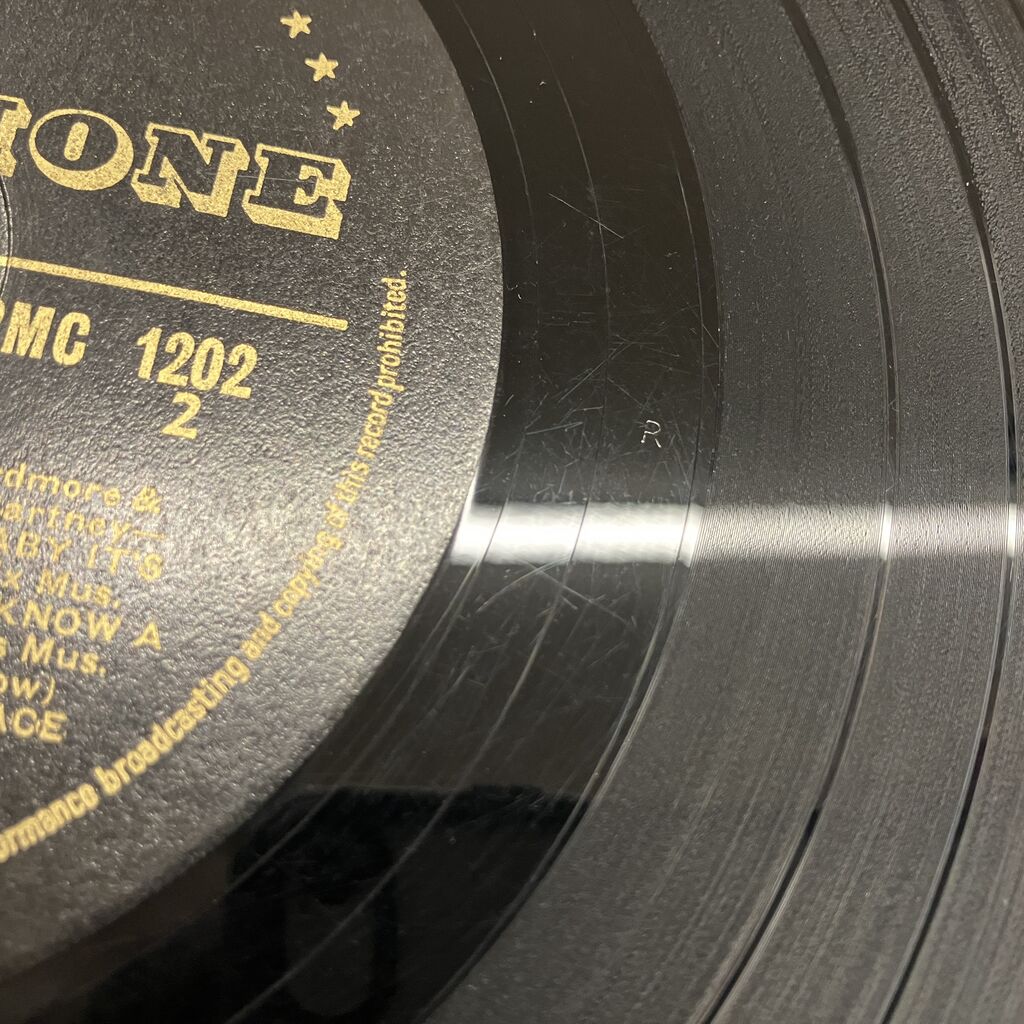 ONE
PMC 1202
2
rdmore &
artney—
ABY IT'S
x Mus.
KNOW A
s Mus.
ow)
ACE
ormance broadcasting and copying of this record prohibited.
R